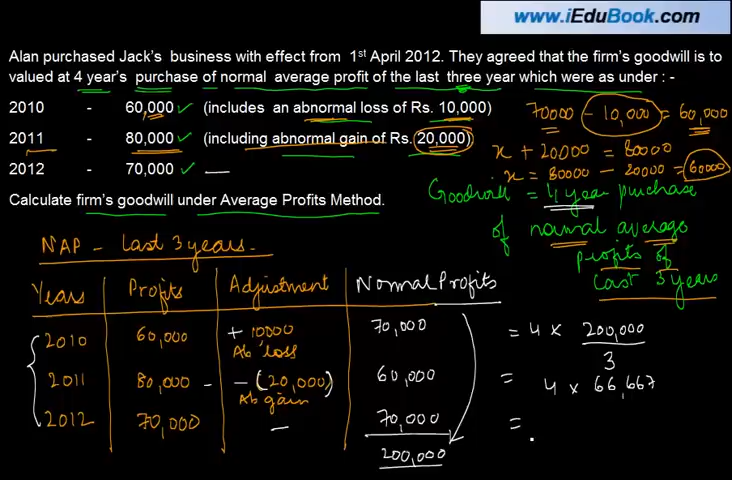 www.iEduBook.com
Alan purchased Jack's business with effect from 1st April 2012. They agreed that the firm's goodwill is to
valued at 4 year's purchase of normal average profit of the last three year which were as under : -
2010 - 60,000 (includes an abnormal loss of Rs. 10,000)
70000 - 10,000 = 60,000
2011 - 80,000 (including abnormal gain of Rs. 20,000)
x + 20000 = 80000
2012 - 70,000 —
x = 80000 - 20000 = 60000
Calculate firm's goodwill under Average Profits Method.
Goodwill = 4 year purchase
of normal average
profits of
Last 3 years
NAP - Last 3 years.
Years Profits Adjustment Normal Profits
2010 60,000 + 10000 70,000
Ab' loss
2011 80,000 - (20,000) 60,000
Ab gain
2012 70,000 — 70,000
200,000
= 4 x 200,000
3
= 4 x 66,667
=